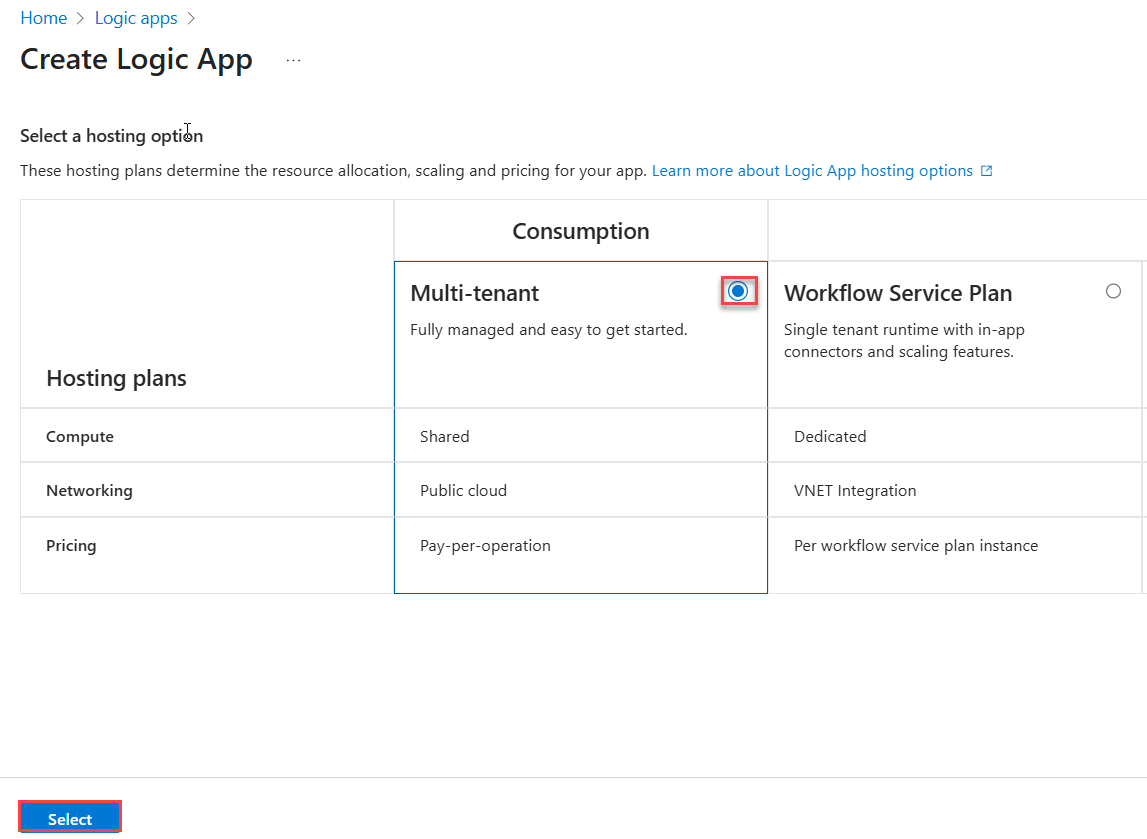 Home > Logic apps >
Create Logic App ...
Select a hosting option
These hosting plans determine the resource allocation, scaling and pricing for your app. Learn more about Logic App hosting options
Consumption
Hosting plans
Multi-tenant
Fully managed and easy to get started.
Workflow Service Plan
Single tenant runtime with in-app
connectors and scaling features.
Compute
Shared
Dedicated
Networking
Public cloud
VNET Integration
Pricing
Pay-per-operation
Per workflow service plan instance
Select